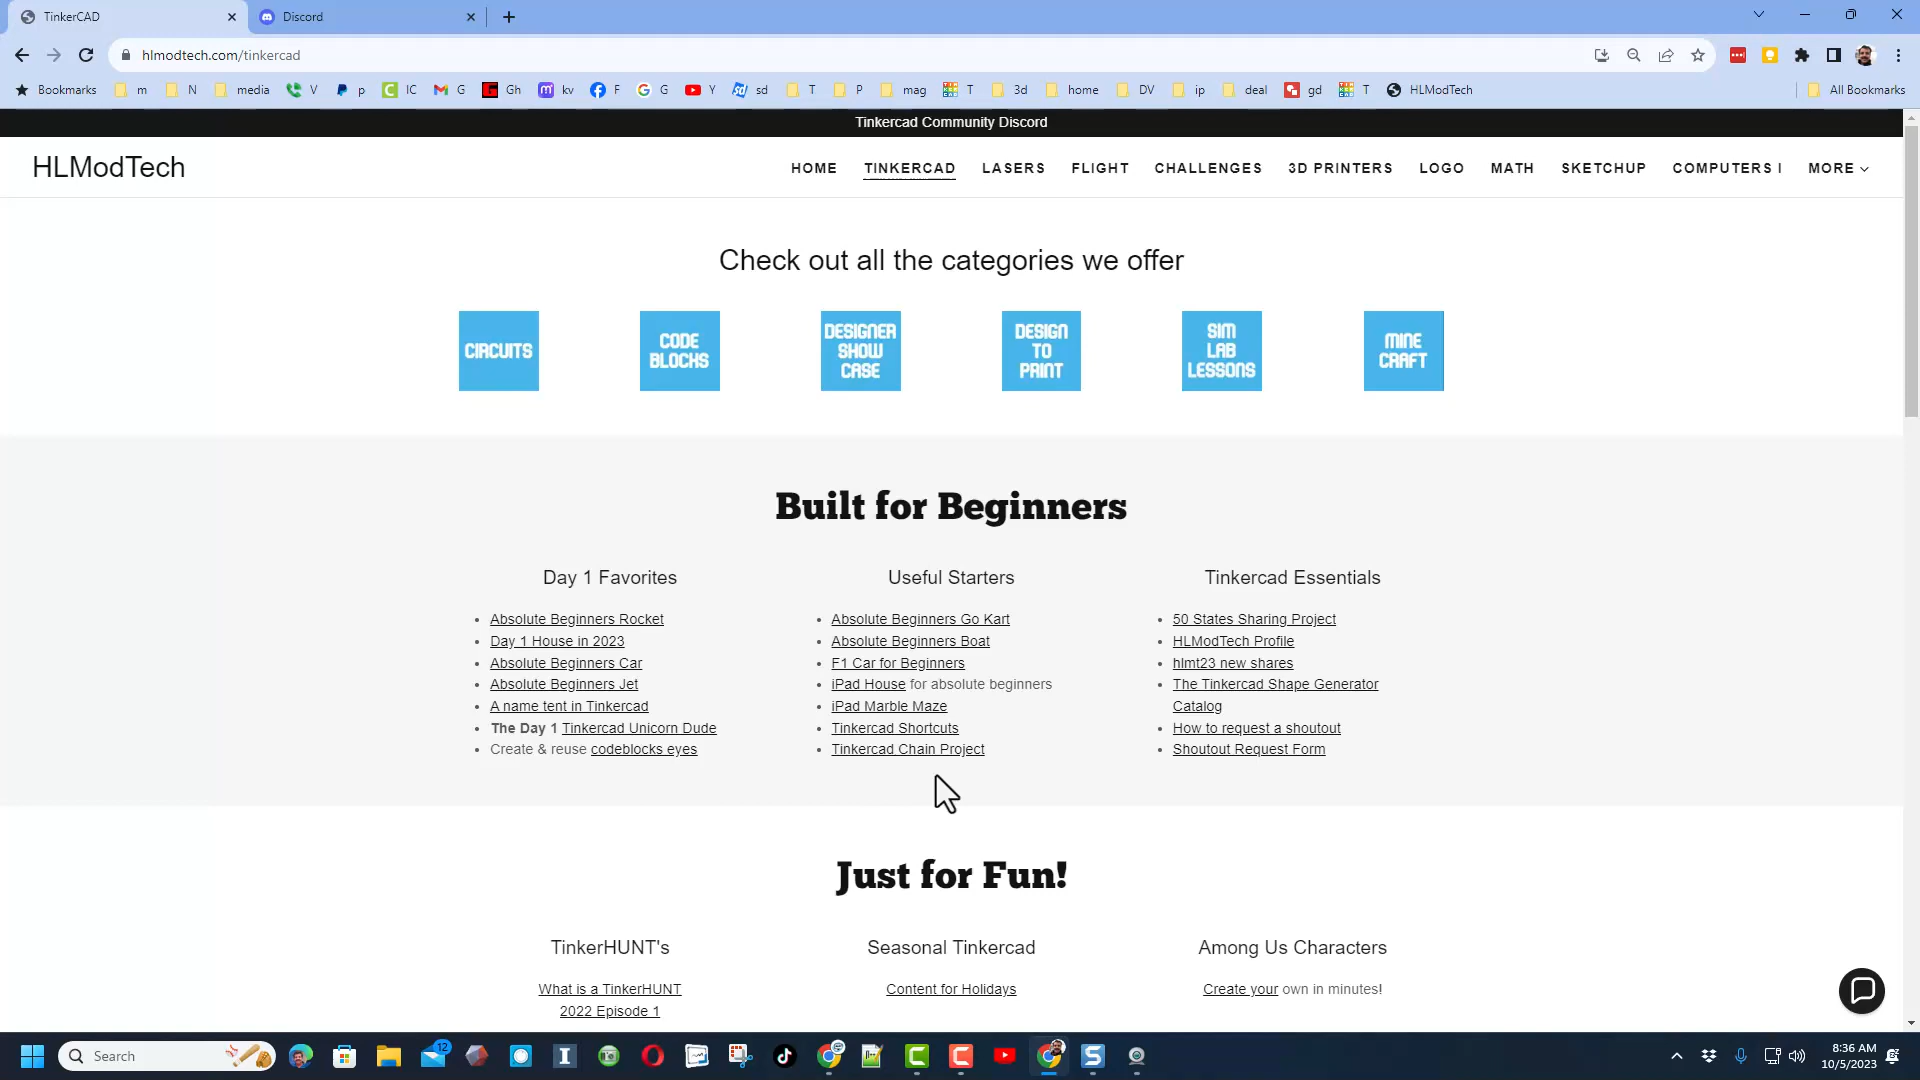 TinkerCAD
Discord
hlmodtech.com/tinkercad
Bookmarks m N media V p IC G Gh kv F G Y sd T P mag T 3d home DV ip deal gd T HLModTech All Bookmarks
Tinkercad Community Discord
HLModTech
HOME TINKERCAD LASERS FLIGHT CHALLENGES 3D PRINTERS LOGO MATH SKETCHUP COMPUTERS I MORE
Check out all the categories we offer
CIRCUITS
CODE
BLOCKS
DESIGNER
SHOW
CASE
DESIGN
TO
PRINT
SIM
LAB
LESSONS
MINE
CRAFT
Built for Beginners
Day 1 Favorites
Absolute Beginners Rocket
Day 1 House in 2023
Absolute Beginners Car
Absolute Beginners Jet
A name tent in Tinkercad
The Day 1 Tinkercad Unicorn Dude
Create & reuse codeblocks eyes
Useful Starters
Absolute Beginners Go Kart
Absolute Beginners Boat
F1 Car for Beginners
iPad House for absolute beginners
iPad Marble Maze
Tinkercad Shortcuts
Tinkercad Chain Project
Tinkercad Essentials
50 States Sharing Project
HLModTech Profile
hlmt23 new shares
The Tinkercad Shape Generator
Catalog
How to request a shoutout
Shoutout Request Form
Just for Fun!
TinkerHUNT's
What is a TinkerHUNT
2022 Episode 1
Seasonal Tinkercad
Content for Holidays
Among Us Characters
Create your own in minutes!
Search
12
8:36 AM
10/5/2023